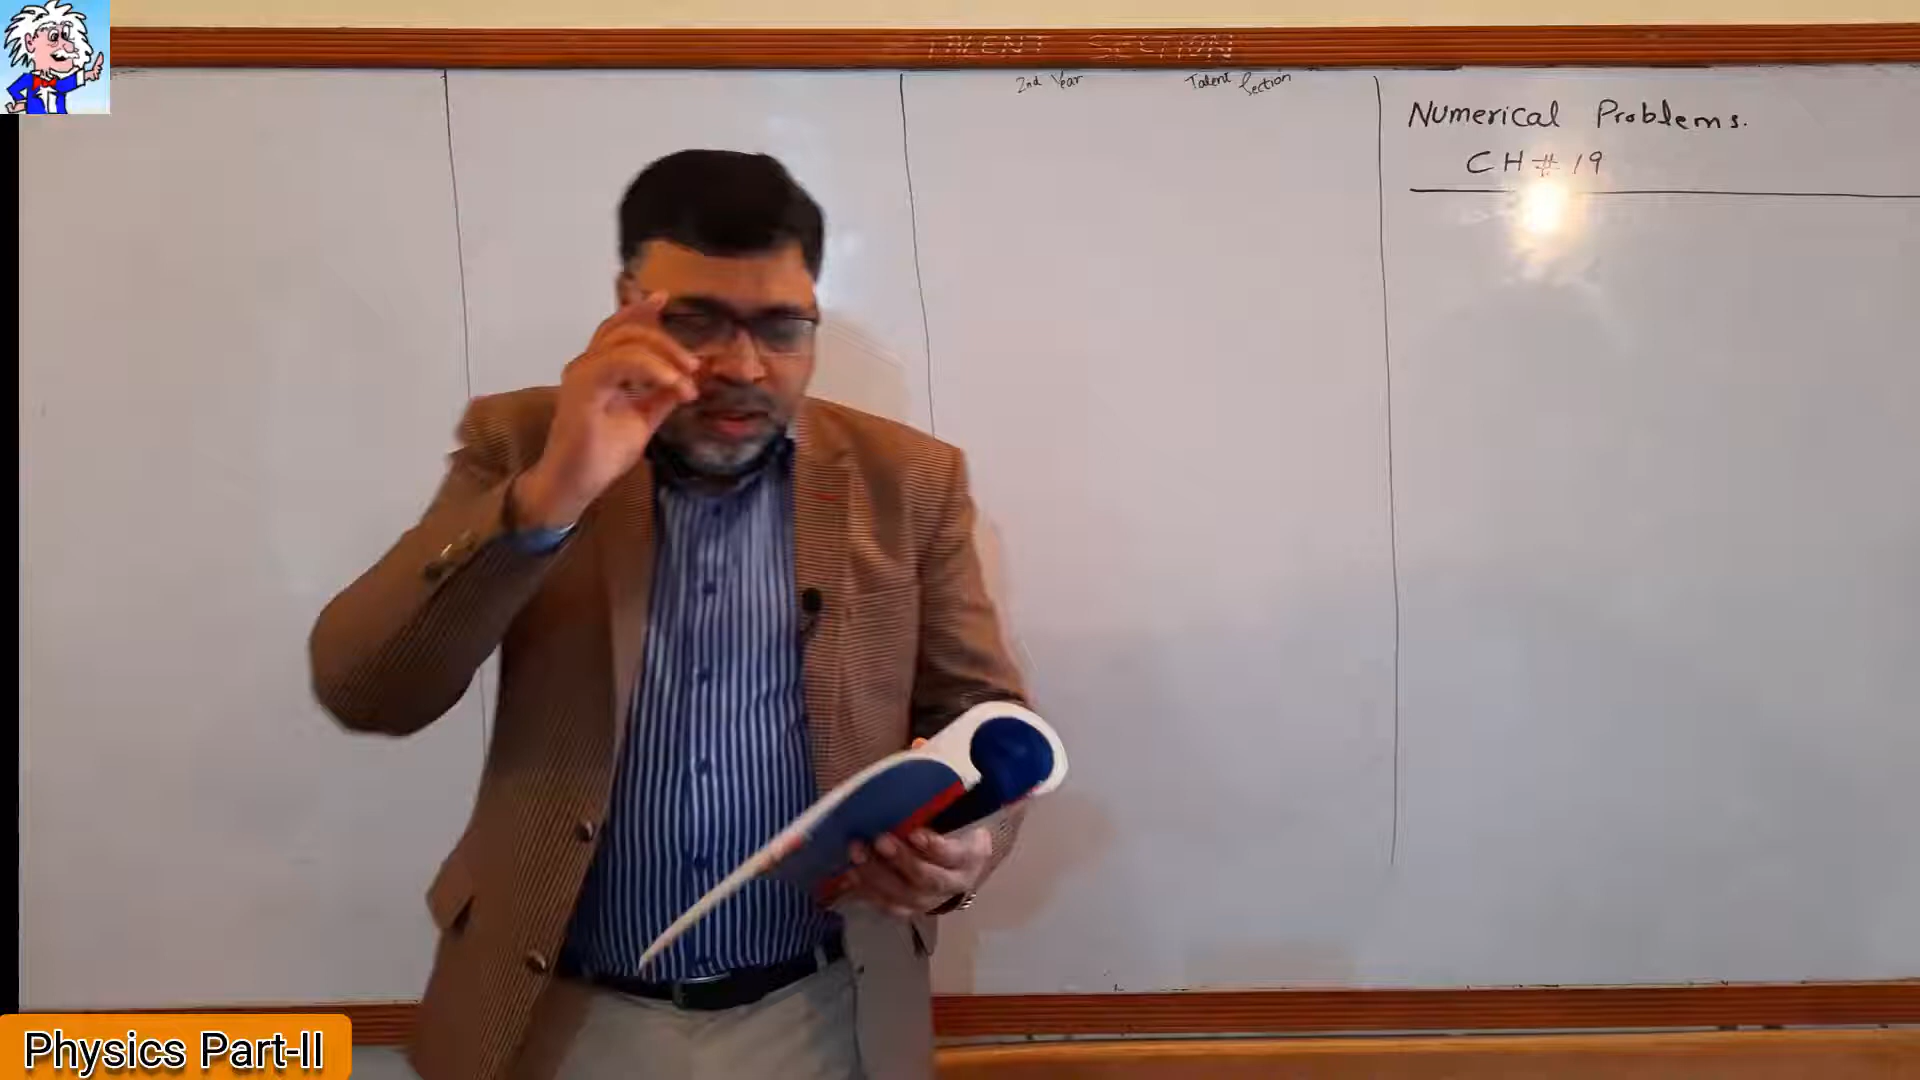 TALENT SECTION
2nd Year Talent Section
Numerical Problems.
CH # 19
Physics Part-II